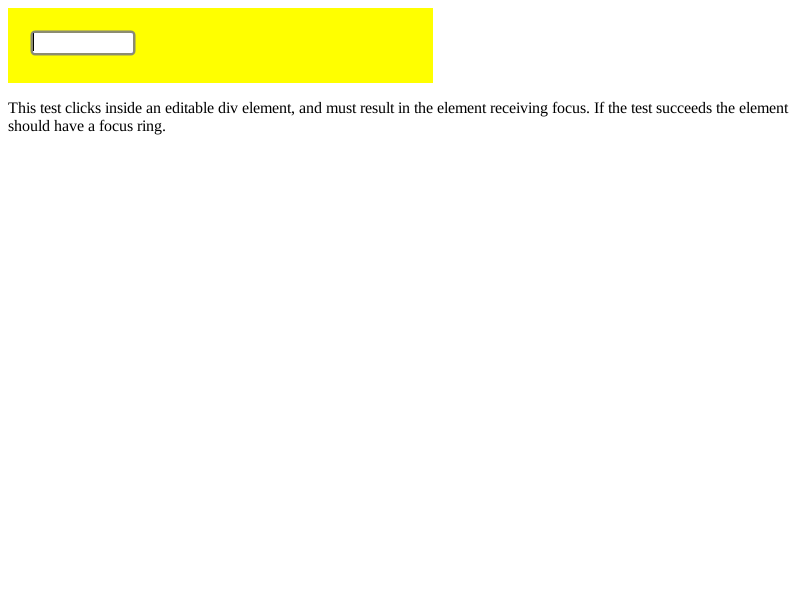 This test clicks inside an editable div element, and must result in the element receiving focus. If the test succeeds the element
should have a focus ring.